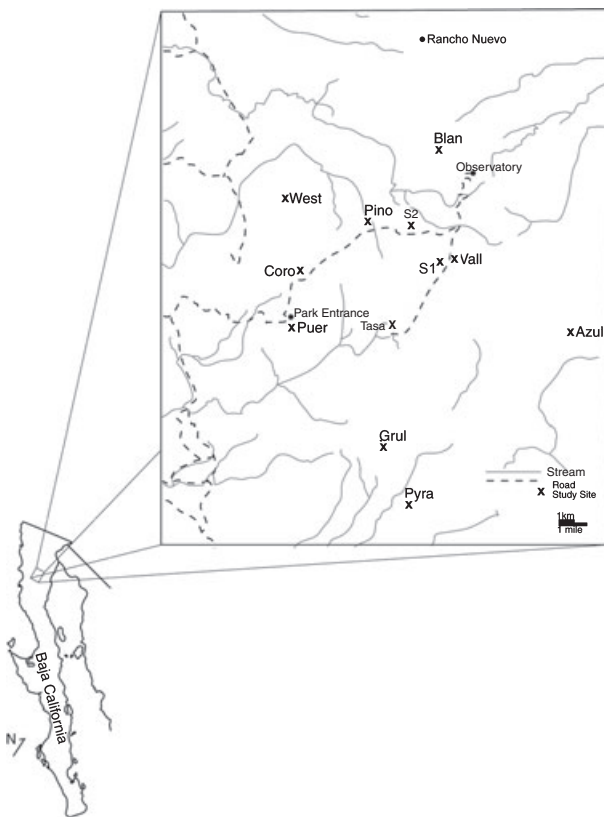 Rancho Nuevo
Blan
Observatory
West
Pino
S2
Coro
S1
Vall
Park Entrance
Puer
Tasa
Azul
Grul
Pyra
Stream
Road
x Study Site
1km
1 mile
Baja California
N